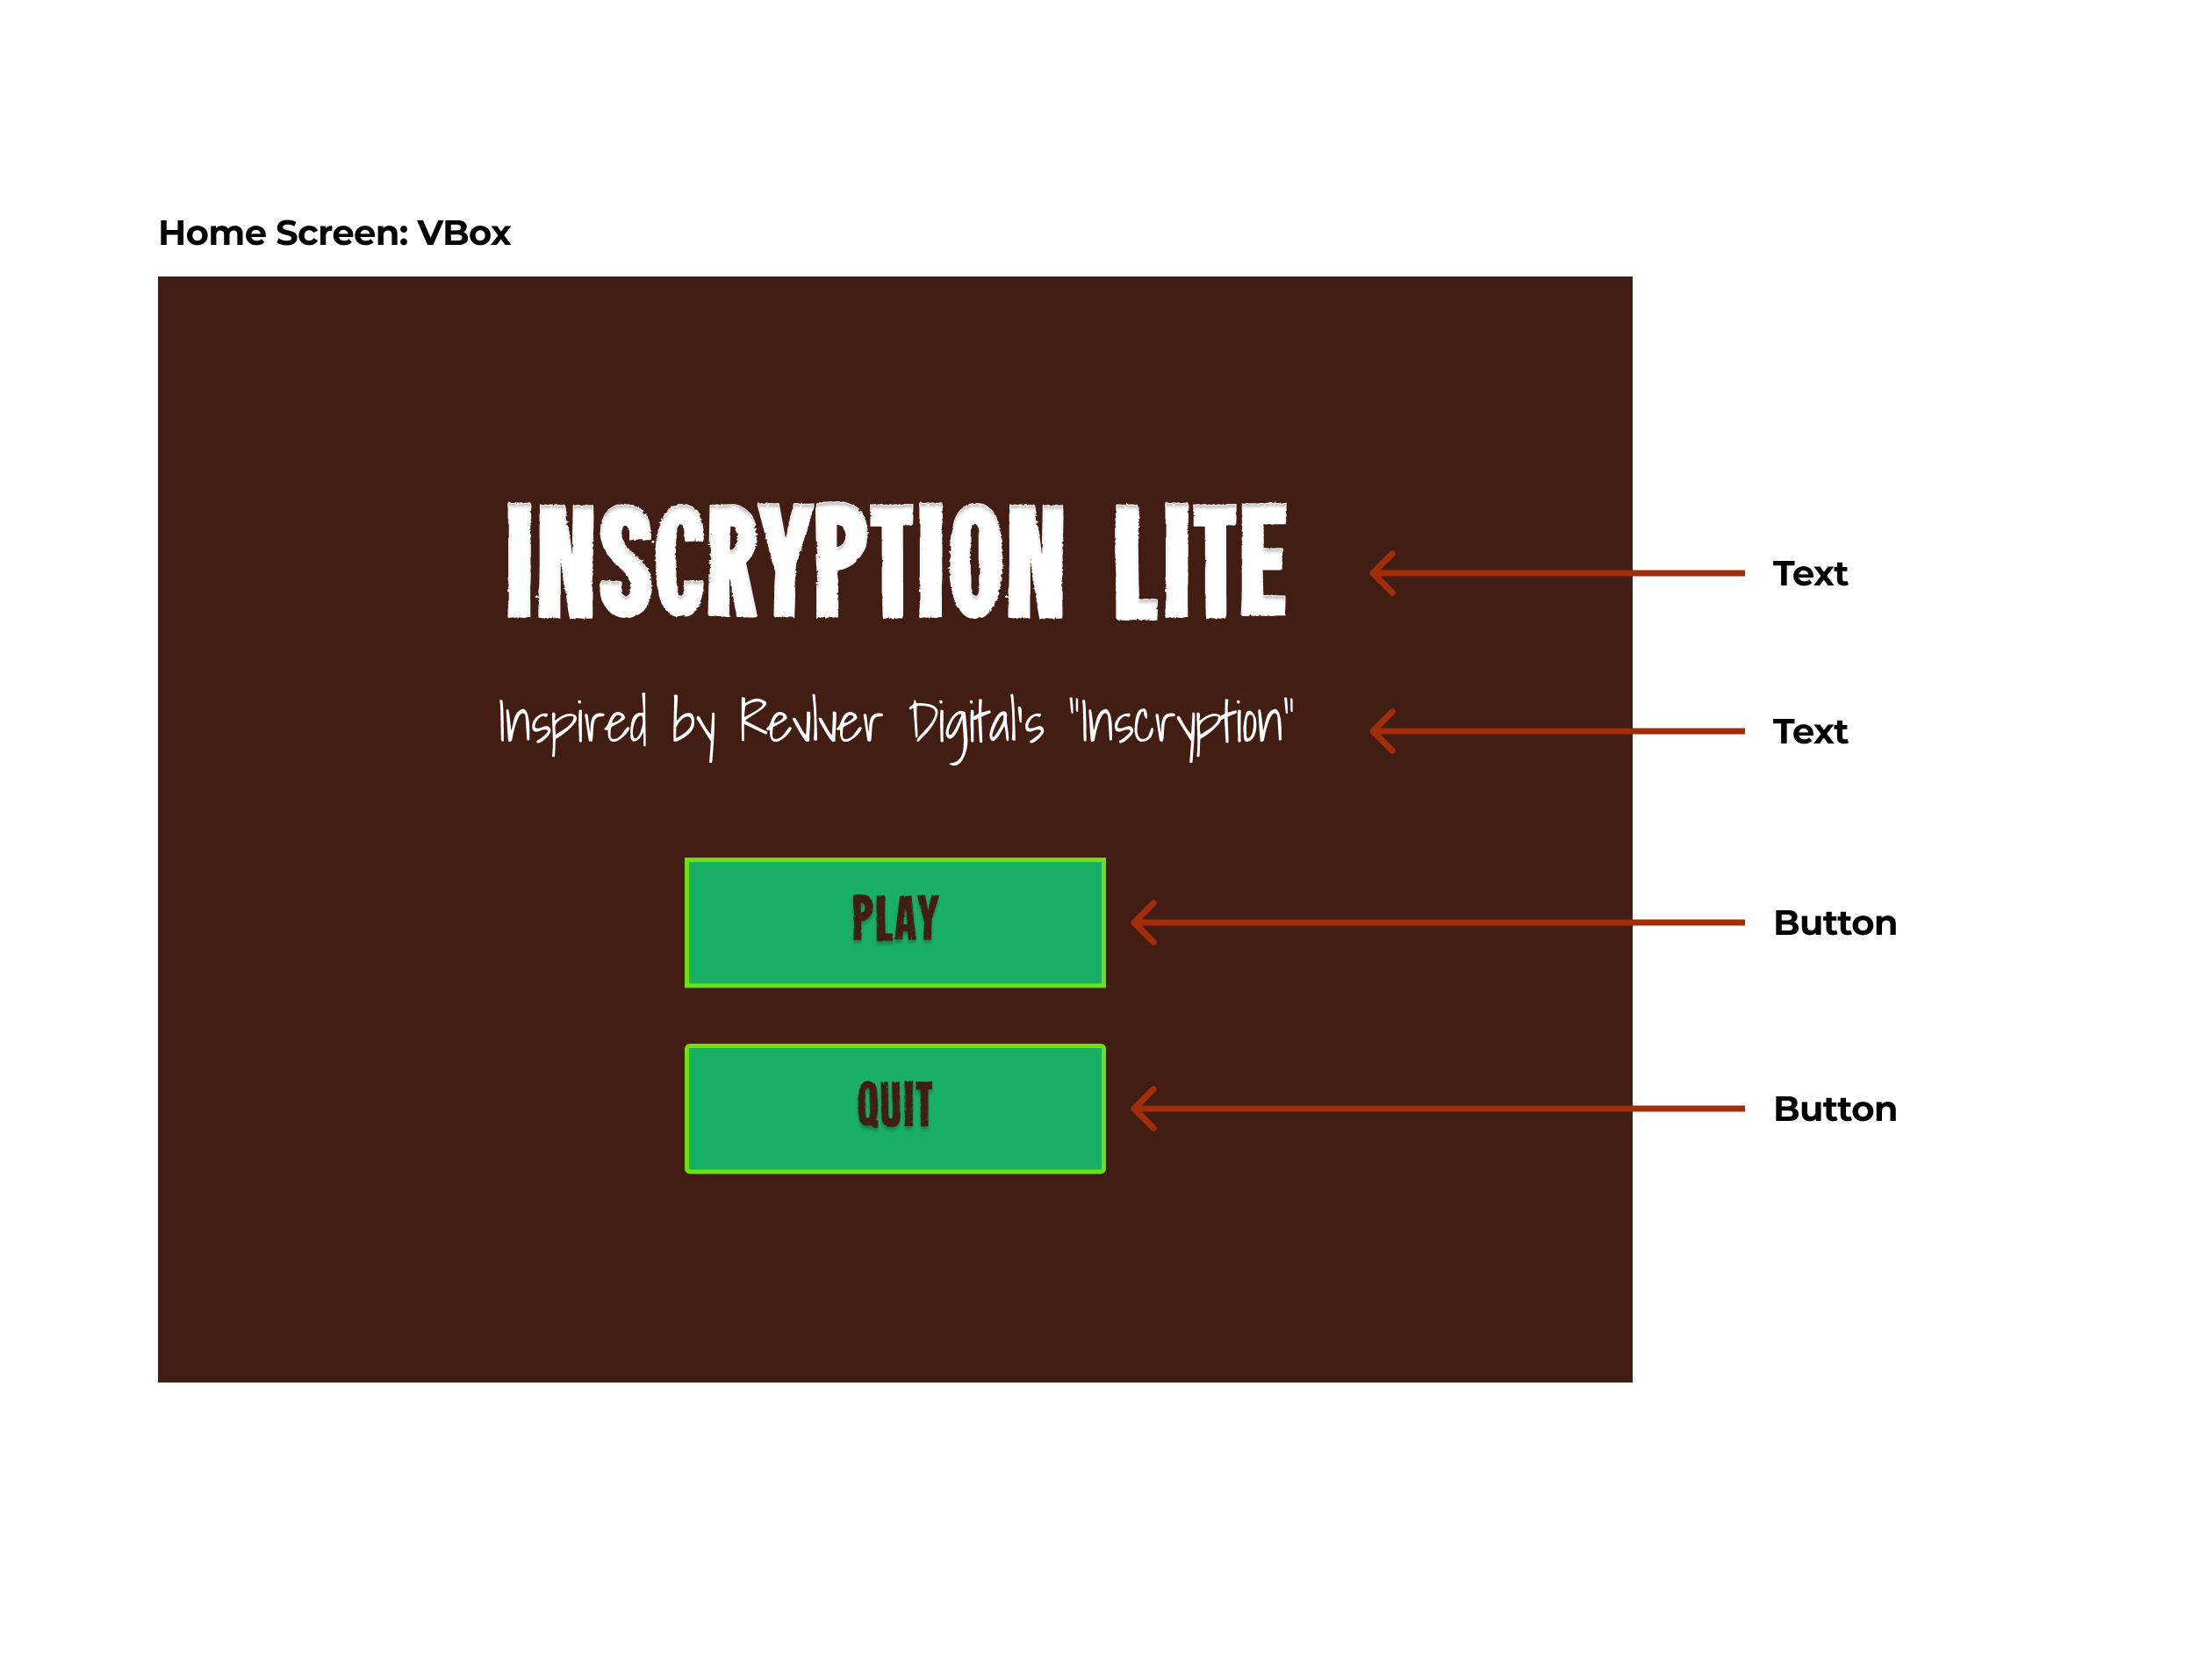 Home Screen: VBox
INSCRYPTION LITE
Text
Inspired by Revlver Digital's "Inscryption"
Text
PLAY
Button
QUIT
Button